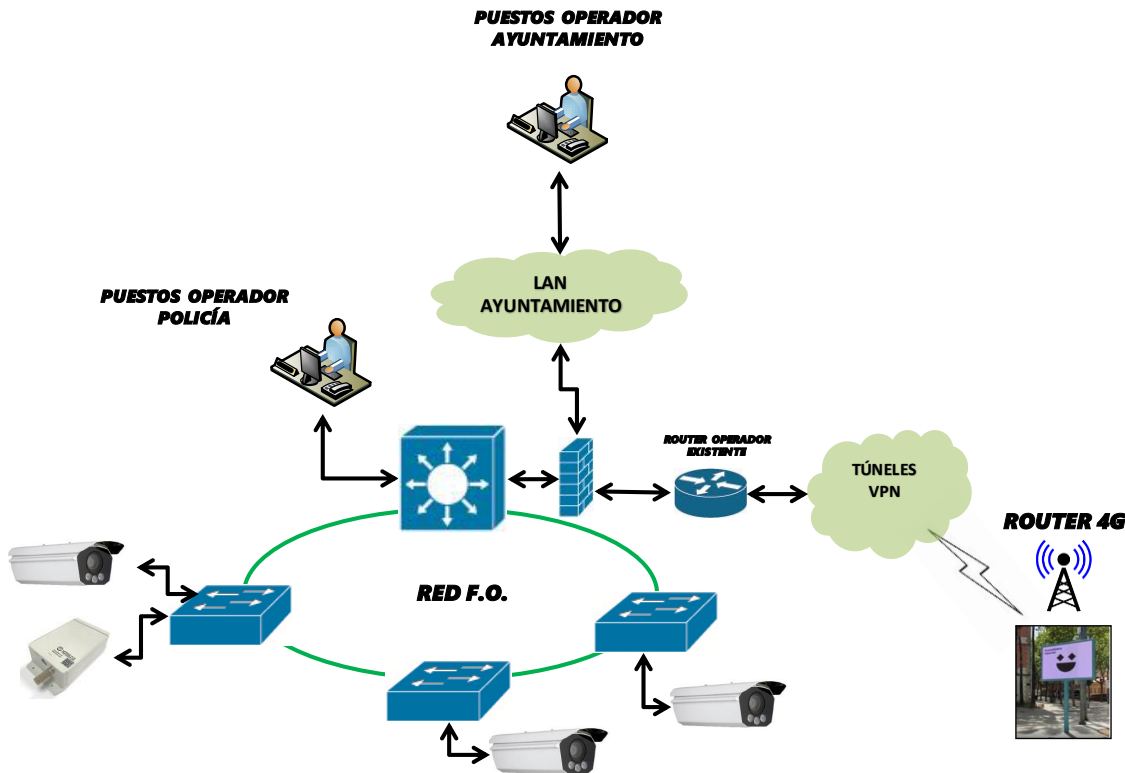 PUESTOS OPERADOR
AYUNTAMIENTO
LAN
AYUNTAMIENTO
PUESTOS OPERADOR
POLICÍA
ROUTER OPERADOR
EXISTENTE
TÚNELES
VPN
ROUTER 4G
RED F.O.